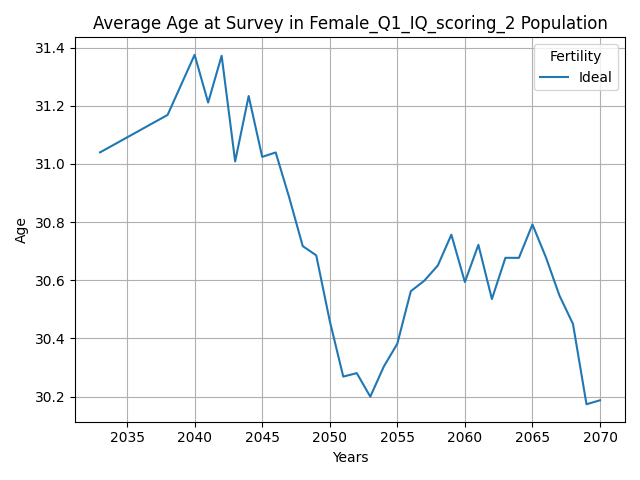 Average Age at Survey in Female_Q1_IQ_scoring_2 Population
Fertility
Ideal
31.4
31.2
31.0
30.8
30.6
30.4
30.2
Age
2035 2040 2045 2050 2055 2060 2065 2070
Years